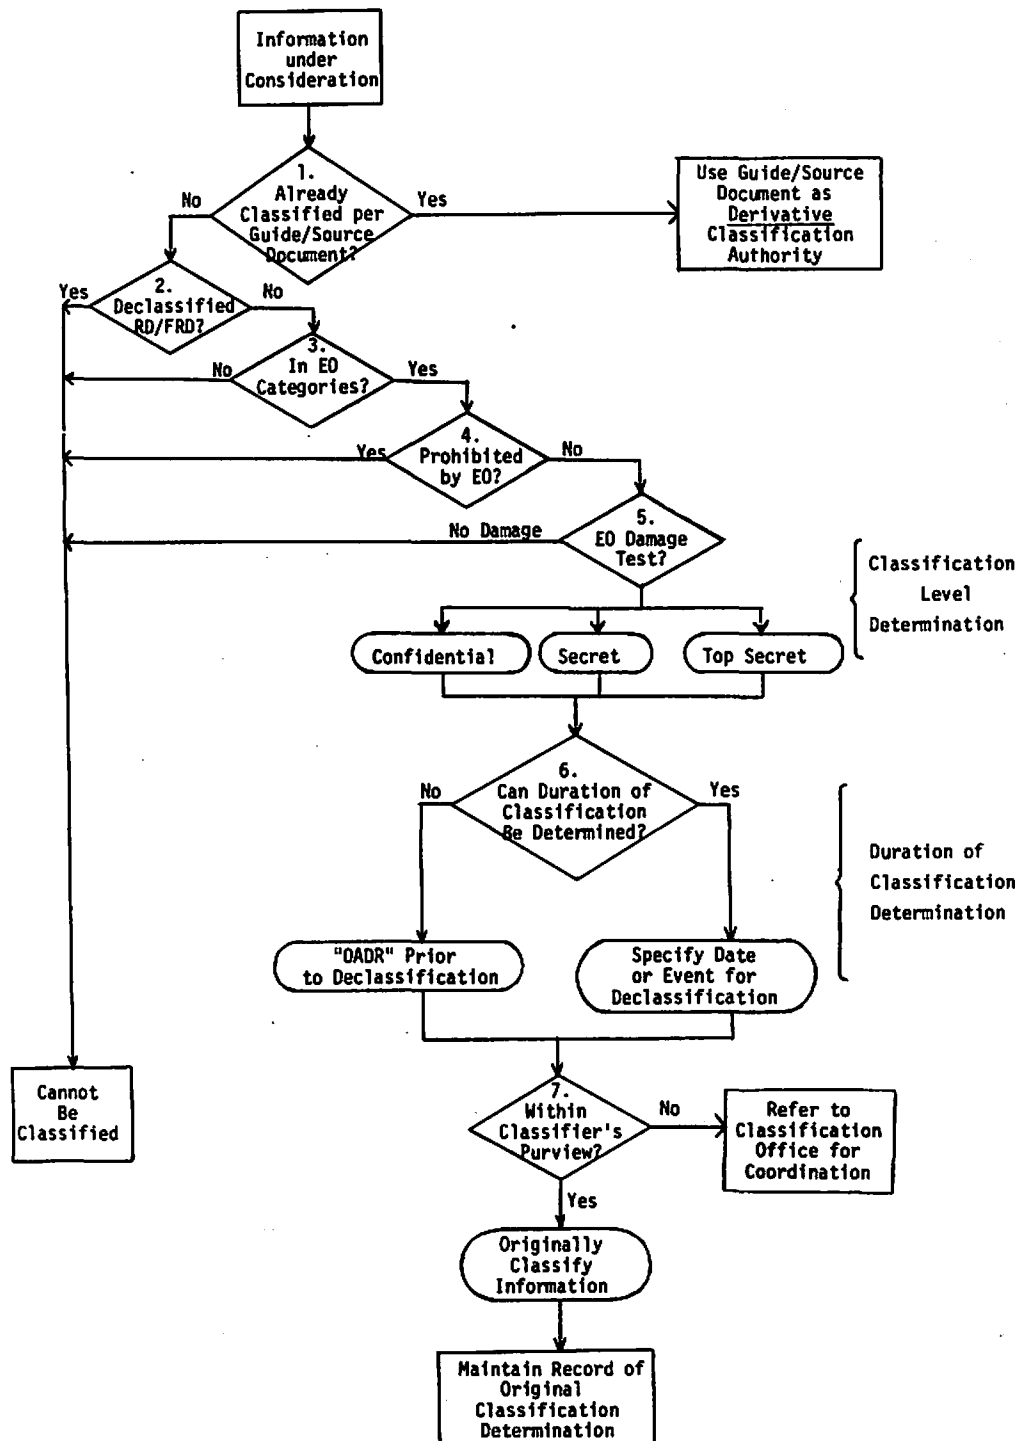 Information
under
Consideration
1.
Already
Classified per
Guide/Source
Document?
No
Yes
Use Guide/Source
Document as
Derivative
Classification
Authority
2.
Declassified
RD/FRD?
Yes
No
3.
In EO
Categories?
No
Yes
4.
Prohibited
by EO?
Yes
No
5.
EO Damage
Test?
No Damage
Classification
Level
Determination
Confidential
Secret
Top Secret
6.
Can Duration of
Classification
Be Determined?
No
Yes
Duration of
Classification
Determination
"OADR" Prior
to Declassification
Specify Date
or Event for
Declassification
Cannot
Be
Classified
7.
Within
Classifier's
Purview?
No
Refer to
Classification
Office for
Coordination
Yes
Originally
Classify
Information
Maintain Record of
Original
Classification
Determination